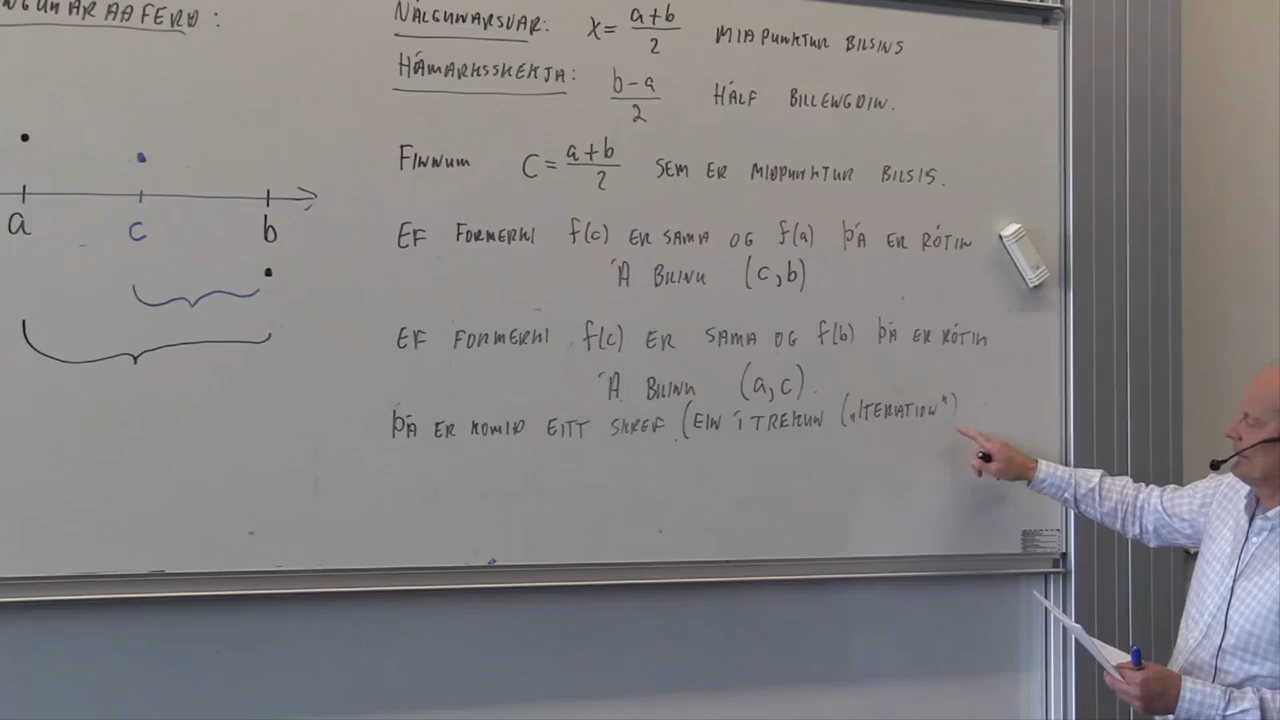 NGUNARAÐFERÐ:
NÁLGUNARSVAR: x = (a+b)/2 MIÐPUNKTUR BILSINS
HÁMARKSSKEKJA: (b-a)/2 HÁLF BILLENGDIN.
FINNUM C = (a+b)/2 SEM ER MIÐPUNKTUR BILSIS.
a c b
EF FORMERKI f(c) ER SAMA OG f(a) ÞÁ ER RÓTIN
Á BILINU (c,b)
EF FORMERKI f(c) ER SAMA OG f(b) ÞÁ ER RÓTIN
Á BILINU (a,c).
ÞÁ ER KOMIÐ EITT SKREF. (EIN ÍTREKUN („ITERATION“)